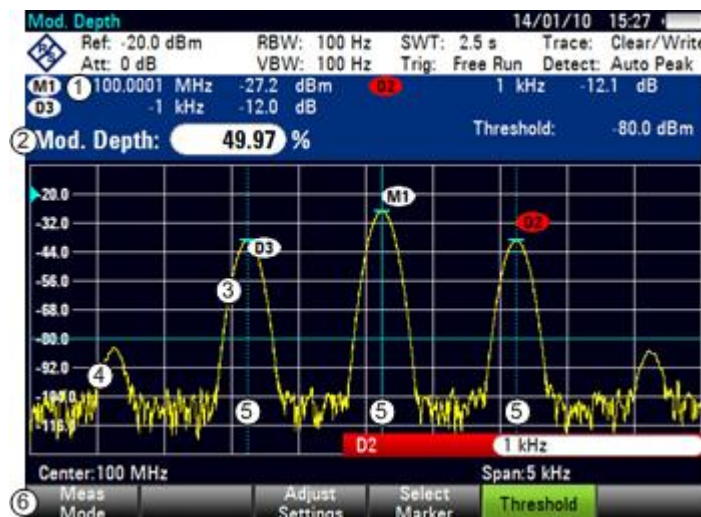 Mod. Depth 14/01/10 15:27
Ref: -20.0 dBm RBW: 100 Hz SWT: 2.5 s Trace: Clear/Write
Att: 0 dB VBW: 100 Hz Trig: Free Run Detect: Auto Peak
M1 1 100.0001 MHz -27.2 dBm D2 1 kHz -12.1 dB
D3 -1 kHz -12.0 dB
Threshold: -80.0 dBm
2 Mod. Depth: 49.97 %
-20.0
M1
-32.0
D2
-44.0
D3
-56.0
3
-68.0
-80.0
-92.0
4
-104.0
5 5 5
-116.0
D2 1 kHz
Center:100 MHz Span:5 kHz
6 Meas Mode
Adjust Settings
Select Marker
Threshold